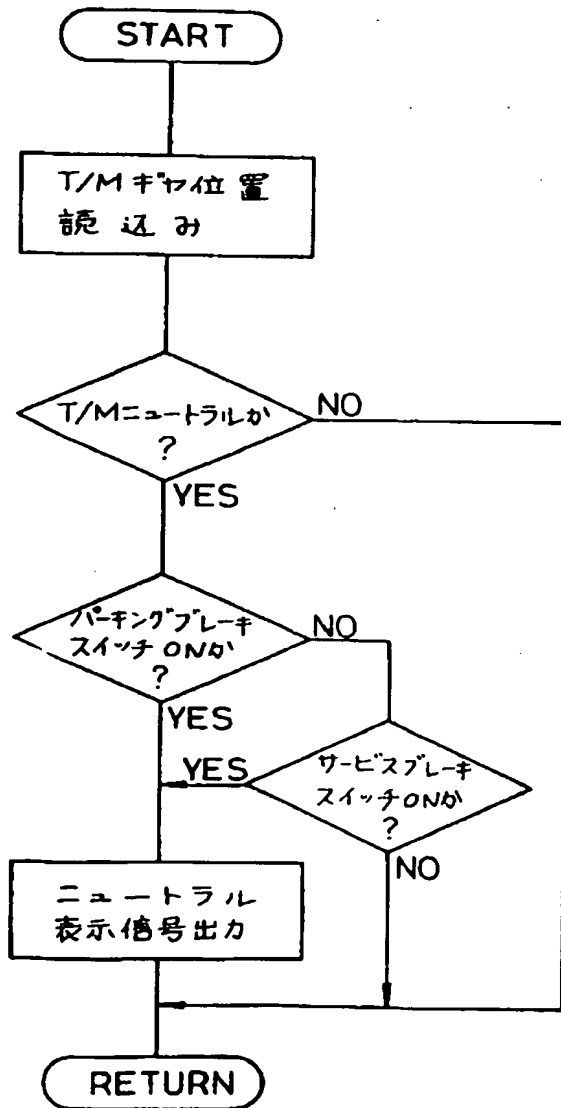 START
T/Mギヤ位置
読込み
T/Mニュートラルか
?
NO
YES
パーキングブレーキ
スイッチONか
?
NO
YES
サービスブレーキ
スイッチONか
?
YES
NO
ニュートラル
表示信号出力
RETURN